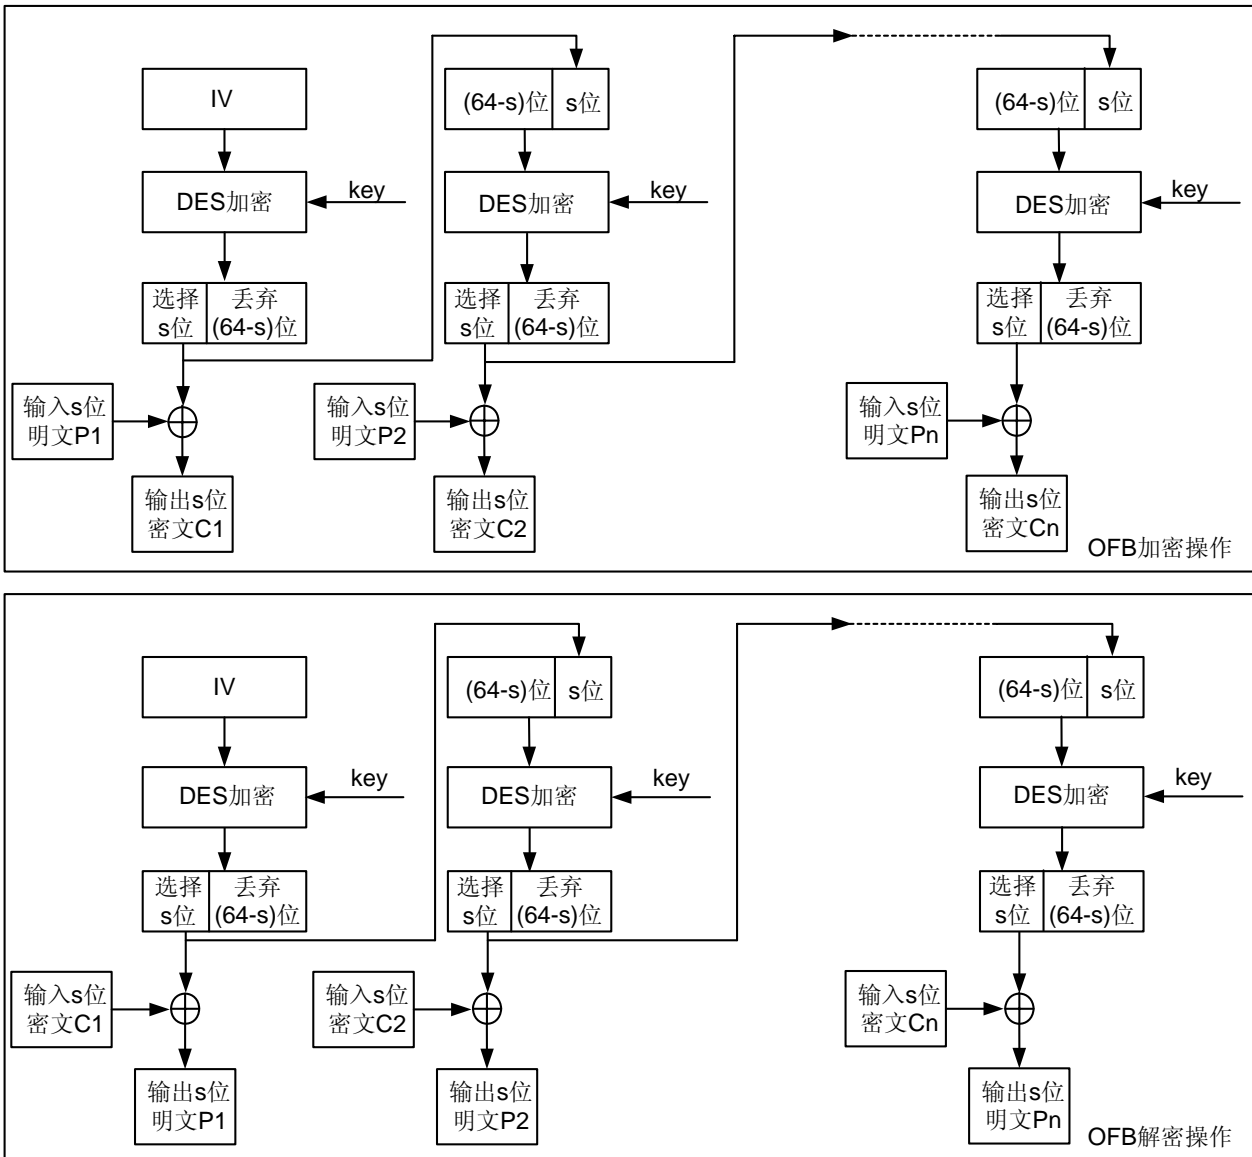 IV
(64-s)位 s位
(64-s)位 s位
DES加密
key
DES加密
key
DES加密
key
选择
s位
丢弃
(64-s)位
选择
s位
丢弃
(64-s)位
选择
s位
丢弃
(64-s)位
输入s位
明文P1
输入s位
明文P2
输入s位
明文Pn
输出s位
密文C1
输出s位
密文C2
输出s位
密文Cn
OFB加密操作
IV
(64-s)位 s位
(64-s)位 s位
DES加密
key
DES加密
key
DES加密
key
选择
s位
丢弃
(64-s)位
选择
s位
丢弃
(64-s)位
选择
s位
丢弃
(64-s)位
输入s位
密文C1
输入s位
密文C2
输入s位
密文Cn
输出s位
明文P1
输出s位
明文P2
输出s位
明文Pn
OFB解密操作